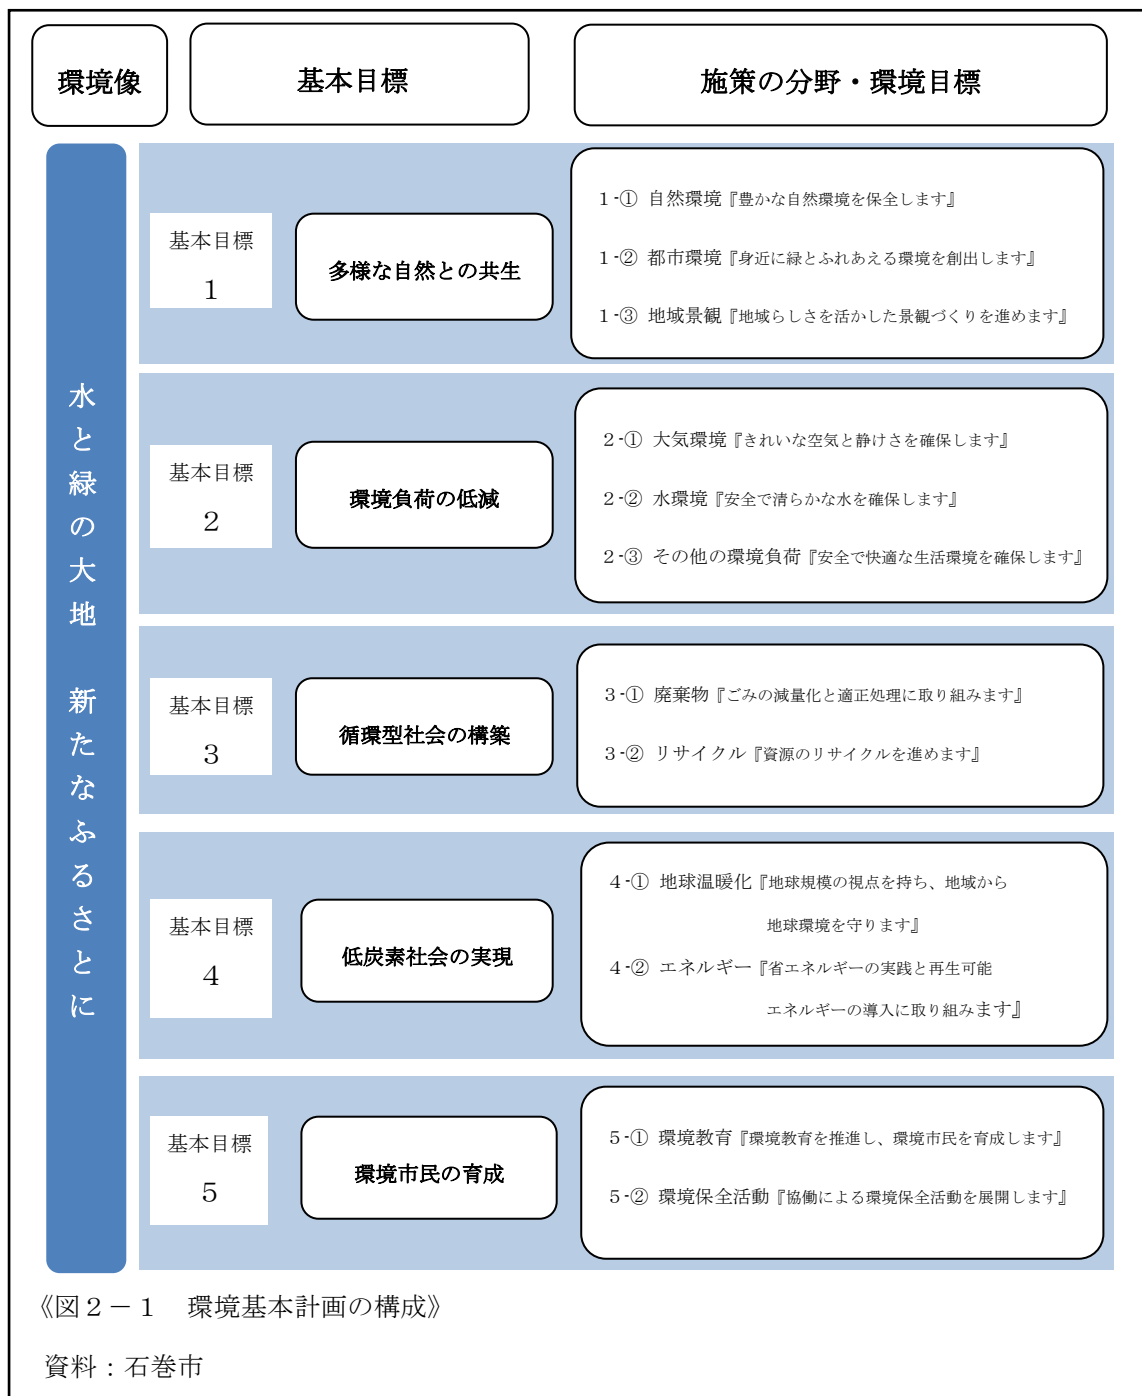 環境像
基本目標
施策の分野・環境目標
水と緑の大地　新たなふるさとに
基本目標
1
多様な自然との共生
1-① 自然環境『豊かな自然環境を保全します』
1-② 都市環境『身近に緑とふれあえる環境を創出します』
1-③ 地域景観『地域らしさを活かした景観づくりを進めます』
基本目標
2
環境負荷の低減
2-① 大気環境『きれいな空気と静けさを確保します』
2-② 水環境『安全で清らかな水を確保します』
2-③ その他の環境負荷『安全で快適な生活環境を確保します』
基本目標
3
循環型社会の構築
3-① 廃棄物『ごみの減量化と適正処理に取り組みます』
3-② リサイクル『資源のリサイクルを進めます』
基本目標
4
低炭素社会の実現
4-① 地球温暖化『地球規模の視点を持ち、地域から
地球環境を守ります』
4-② エネルギー『省エネルギーの実践と再生可能
エネルギーの導入に取り組みます』
基本目標
5
環境市民の育成
5-① 環境教育『環境教育を推進し、環境市民を育成します』
5-② 環境保全活動『協働による環境保全活動を展開します』
《図２－１　環境基本計画の構成》
資料：石巻市